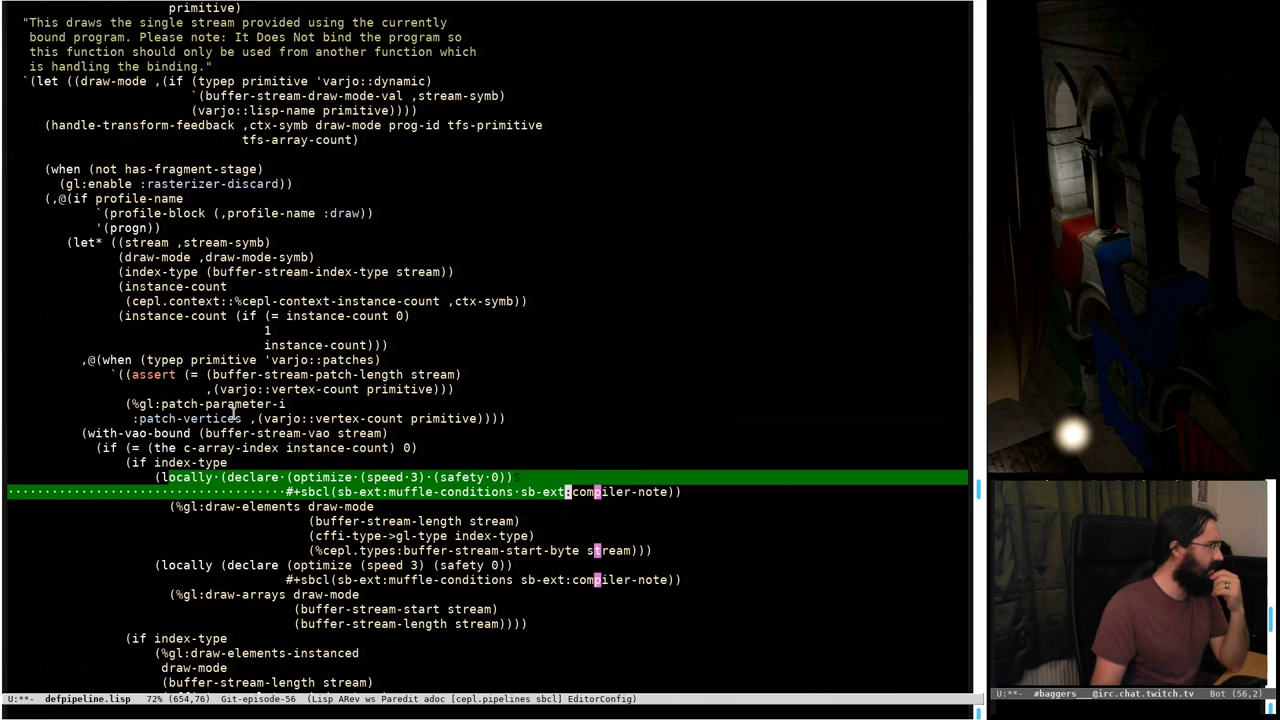 primitive)
"This draws the single stream provided using the currently
bound program. Please note: It Does Not bind the program so
this function should only be used from another function which
is handling the binding."
`(let ((draw-mode ,(if (typep primitive 'varjo::dynamic)
`(buffer-stream-draw-mode-val ,stream-symb)
(varjo::lisp-name primitive))))
(handle-transform-feedback ,ctx-symb draw-mode prog-id tfs-primitive
tfs-array-count)
(when (not has-fragment-stage)
(gl:enable :rasterizer-discard))
(,@(if profile-name
`(profile-block (,profile-name :draw))
'(progn))
(let* ((stream ,stream-symb)
(draw-mode ,draw-mode-symb)
(index-type (buffer-stream-index-type stream))
(instance-count
(cepl.context::%cepl-context-instance-count ,ctx-symb))
(instance-count (if (= instance-count 0)
1
instance-count)))
,@(when (typep primitive 'varjo::patches)
`((assert (= (buffer-stream-patch-length stream)
,(varjo::vertex-count primitive)))
(%gl:patch-parameter-i
:patch-vertices ,(varjo::vertex-count primitive))))
(with-vao-bound (buffer-stream-vao stream)
(if (= (the c-array-index instance-count) 0)
(if index-type
(locally·(declare·(optimize·(speed·3)·(safety·0))$
····································#+sbcl(sb-ext:muffle-conditions·sb-ext:compiler-note))
(%gl:draw-elements draw-mode
(buffer-stream-length stream)
(cffi-type->gl-type index-type)
(%cepl.types:buffer-stream-start-byte stream)))
(locally (declare (optimize (speed 3) (safety 0))
#+sbcl(sb-ext:muffle-conditions sb-ext:compiler-note))
(%gl:draw-arrays draw-mode
(buffer-stream-start stream)
(buffer-stream-length stream))))
(if index-type
(%gl:draw-elements-instanced
draw-mode
(buffer-stream-length stream)
U:**-  defpipeline.lisp   72% (654,76)  Git-episode-56  (Lisp ARev ws Paredit adoc [cepl.pipelines sbcl] EditorConfig)
U:**-  #baggers  __@irc.chat.twitch.tv  Bot (56,2)